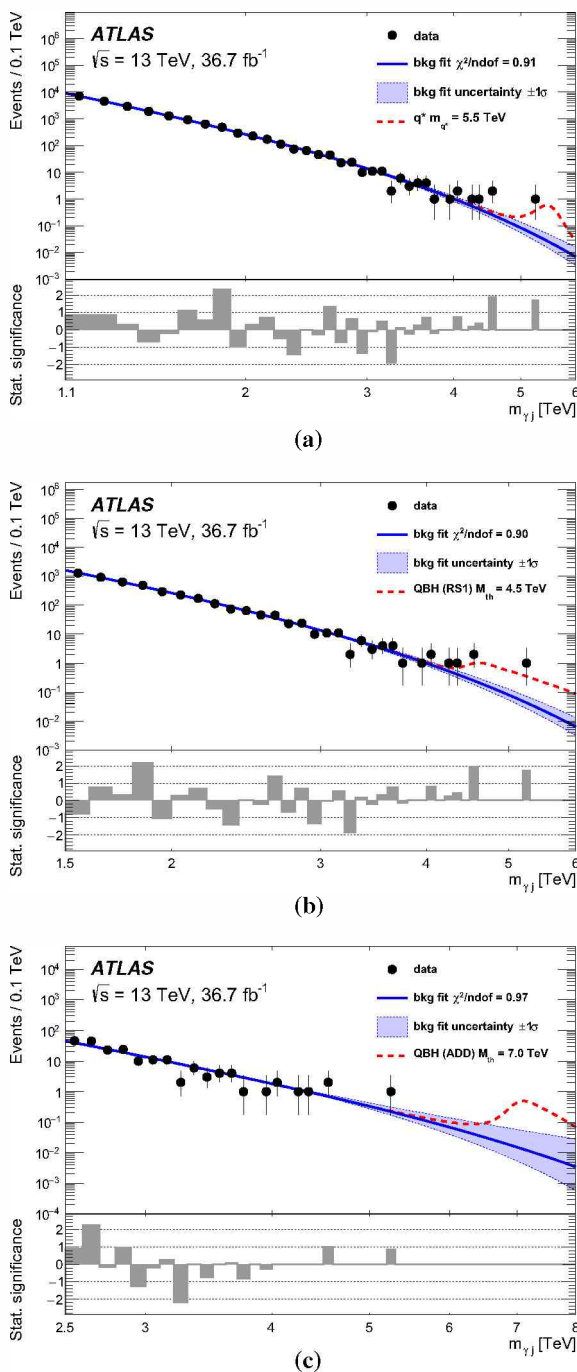 Events / 0.1 TeV
10⁶
10⁵
10⁴
10³
10²
10
1
10⁻¹
10⁻²
10⁻³
ATLAS
√s = 13 TeV, 36.7 fb⁻¹
data
bkg fit χ²/ndof = 0.91
bkg fit uncertainty ±1σ
q* m_q* = 5.5 TeV
Stat. significance
2
1
0
−1
−2
1.1 2 3 4 5 6
m_γj [TeV]
(a)
Events / 0.1 TeV
10⁶
10⁵
10⁴
10³
10²
10
1
10⁻¹
10⁻²
10⁻³
ATLAS
√s = 13 TeV, 36.7 fb⁻¹
data
bkg fit χ²/ndof = 0.90
bkg fit uncertainty ±1σ
QBH (RS1) M_th = 4.5 TeV
Stat. significance
2
1
0
−1
−2
1.5 2 3 4 5 6
m_γj [TeV]
(b)
Events / 0.1 TeV
10⁴
10³
10²
10
1
10⁻¹
10⁻²
10⁻³
10⁻⁴
ATLAS
√s = 13 TeV, 36.7 fb⁻¹
data
bkg fit χ²/ndof = 0.97
bkg fit uncertainty ±1σ
QBH (ADD) M_th = 7.0 TeV
Stat. significance
2
1
0
−1
−2
2.5 3 4 5 6 7 8
m_γj [TeV]
(c)